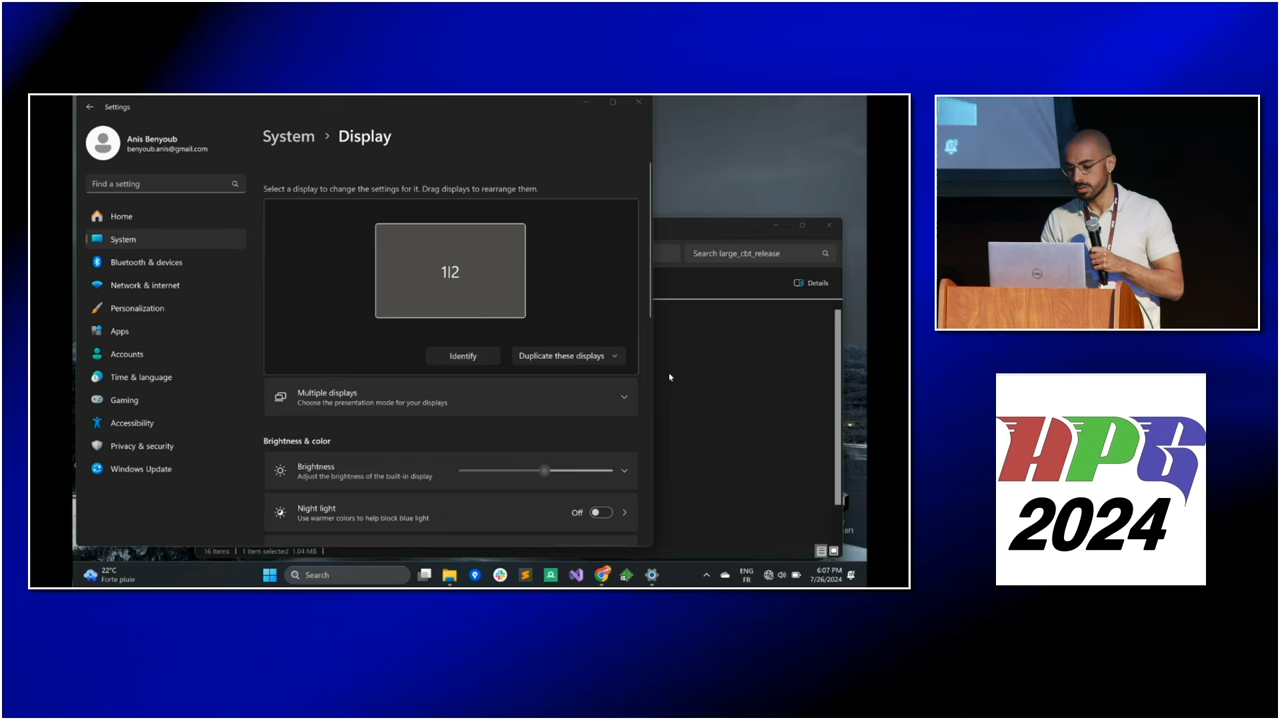 Settings
Anis Benyoub
benyoub.anis@gmail.com
Find a setting
Home
System
Bluetooth & devices
Network & internet
Personalization
Apps
Accounts
Time & language
Gaming
Accessibility
Privacy & security
Windows Update
System > Display
Select a display to change the settings for it. Drag displays to rearrange them.
1|2
Identify
Duplicate these displays
Multiple displays
Choose the presentation mode for your displays
Brightness & color
Brightness
Adjust the brightness of the built-in display
Night light
Use warmer colors to help block blue light
Off
Search large_cbt_release
Details
16 items | 1 item selected 1.04 MB |
22°C
Forte pluie
Search
ENG
FR
6:07 PM
7/26/2024
HPG
2024